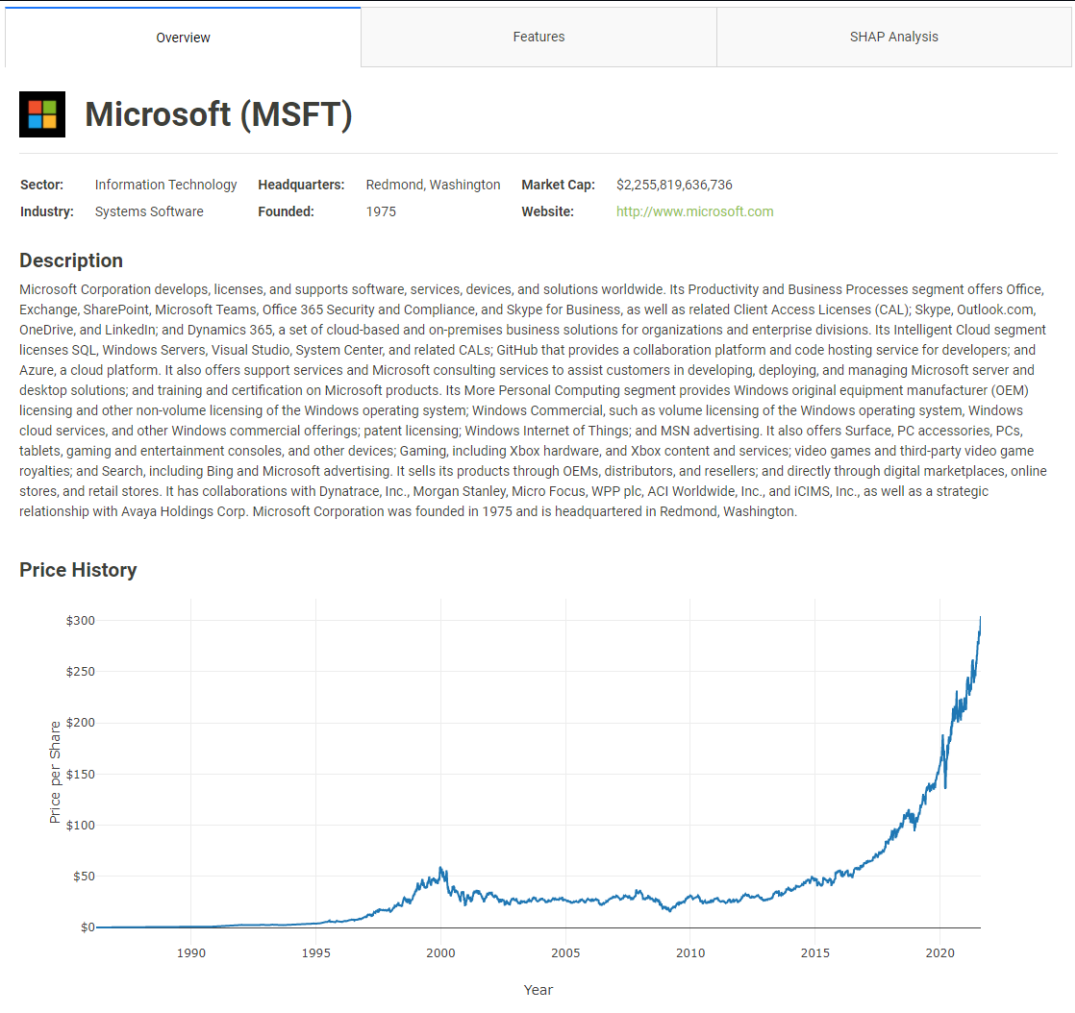 Overview Features SHAP Analysis
Microsoft (MSFT)
Sector: Information Technology Headquarters: Redmond, Washington Market Cap: $2,255,819,636,736
Industry: Systems Software Founded: 1975 Website: http://www.microsoft.com
Description
Microsoft Corporation develops, licenses, and supports software, services, devices, and solutions worldwide. Its Productivity and Business Processes segment offers Office,
Exchange, SharePoint, Microsoft Teams, Office 365 Security and Compliance, and Skype for Business, as well as related Client Access Licenses (CAL); Skype, Outlook.com,
OneDrive, and LinkedIn; and Dynamics 365, a set of cloud-based and on-premises business solutions for organizations and enterprise divisions. Its Intelligent Cloud segment
licenses SQL, Windows Servers, Visual Studio, System Center, and related CALs; GitHub that provides a collaboration platform and code hosting service for developers; and
Azure, a cloud platform. It also offers support services and Microsoft consulting services to assist customers in developing, deploying, and managing Microsoft server and
desktop solutions; and training and certification on Microsoft products. Its More Personal Computing segment provides Windows original equipment manufacturer (OEM)
licensing and other non-volume licensing of the Windows operating system; Windows Commercial, such as volume licensing of the Windows operating system, Windows
cloud services, and other Windows commercial offerings; patent licensing; Windows Internet of Things; and MSN advertising. It also offers Surface, PC accessories, PCs,
tablets, gaming and entertainment consoles, and other devices; Gaming, including Xbox hardware, and Xbox content and services; video games and third-party video game
royalties; and Search, including Bing and Microsoft advertising. It sells its products through OEMs, distributors, and resellers; and directly through digital marketplaces, online
stores, and retail stores. It has collaborations with Dynatrace, Inc., Morgan Stanley, Micro Focus, WPP plc, ACI Worldwide, Inc., and iCIMS, Inc., as well as a strategic
relationship with Avaya Holdings Corp. Microsoft Corporation was founded in 1975 and is headquartered in Redmond, Washington.
Price History
$300
$250
$200
$150
$100
$50
$0
Price per Share
1990 1995 2000 2005 2010 2015 2020
Year